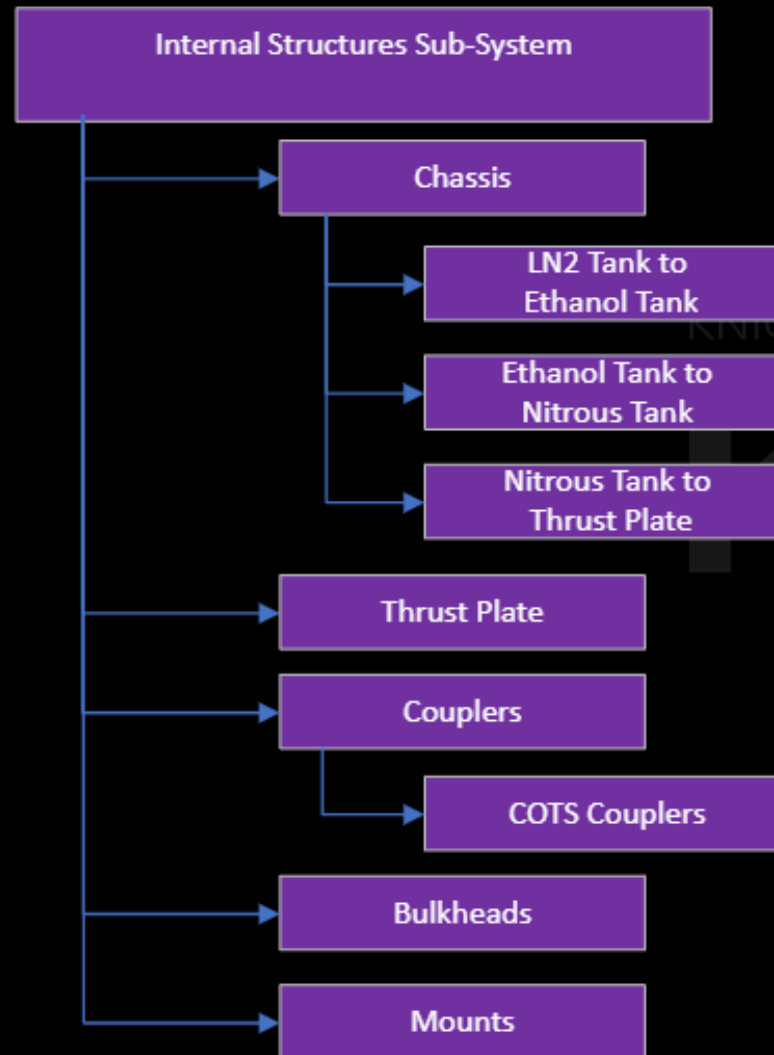 Internal Structures Sub-System
Chassis
LN2 Tank to
Ethanol Tank
Ethanol Tank to
Nitrous Tank
Nitrous Tank to
Thrust Plate
Thrust Plate
Couplers
COTS Couplers
Bulkheads
Mounts